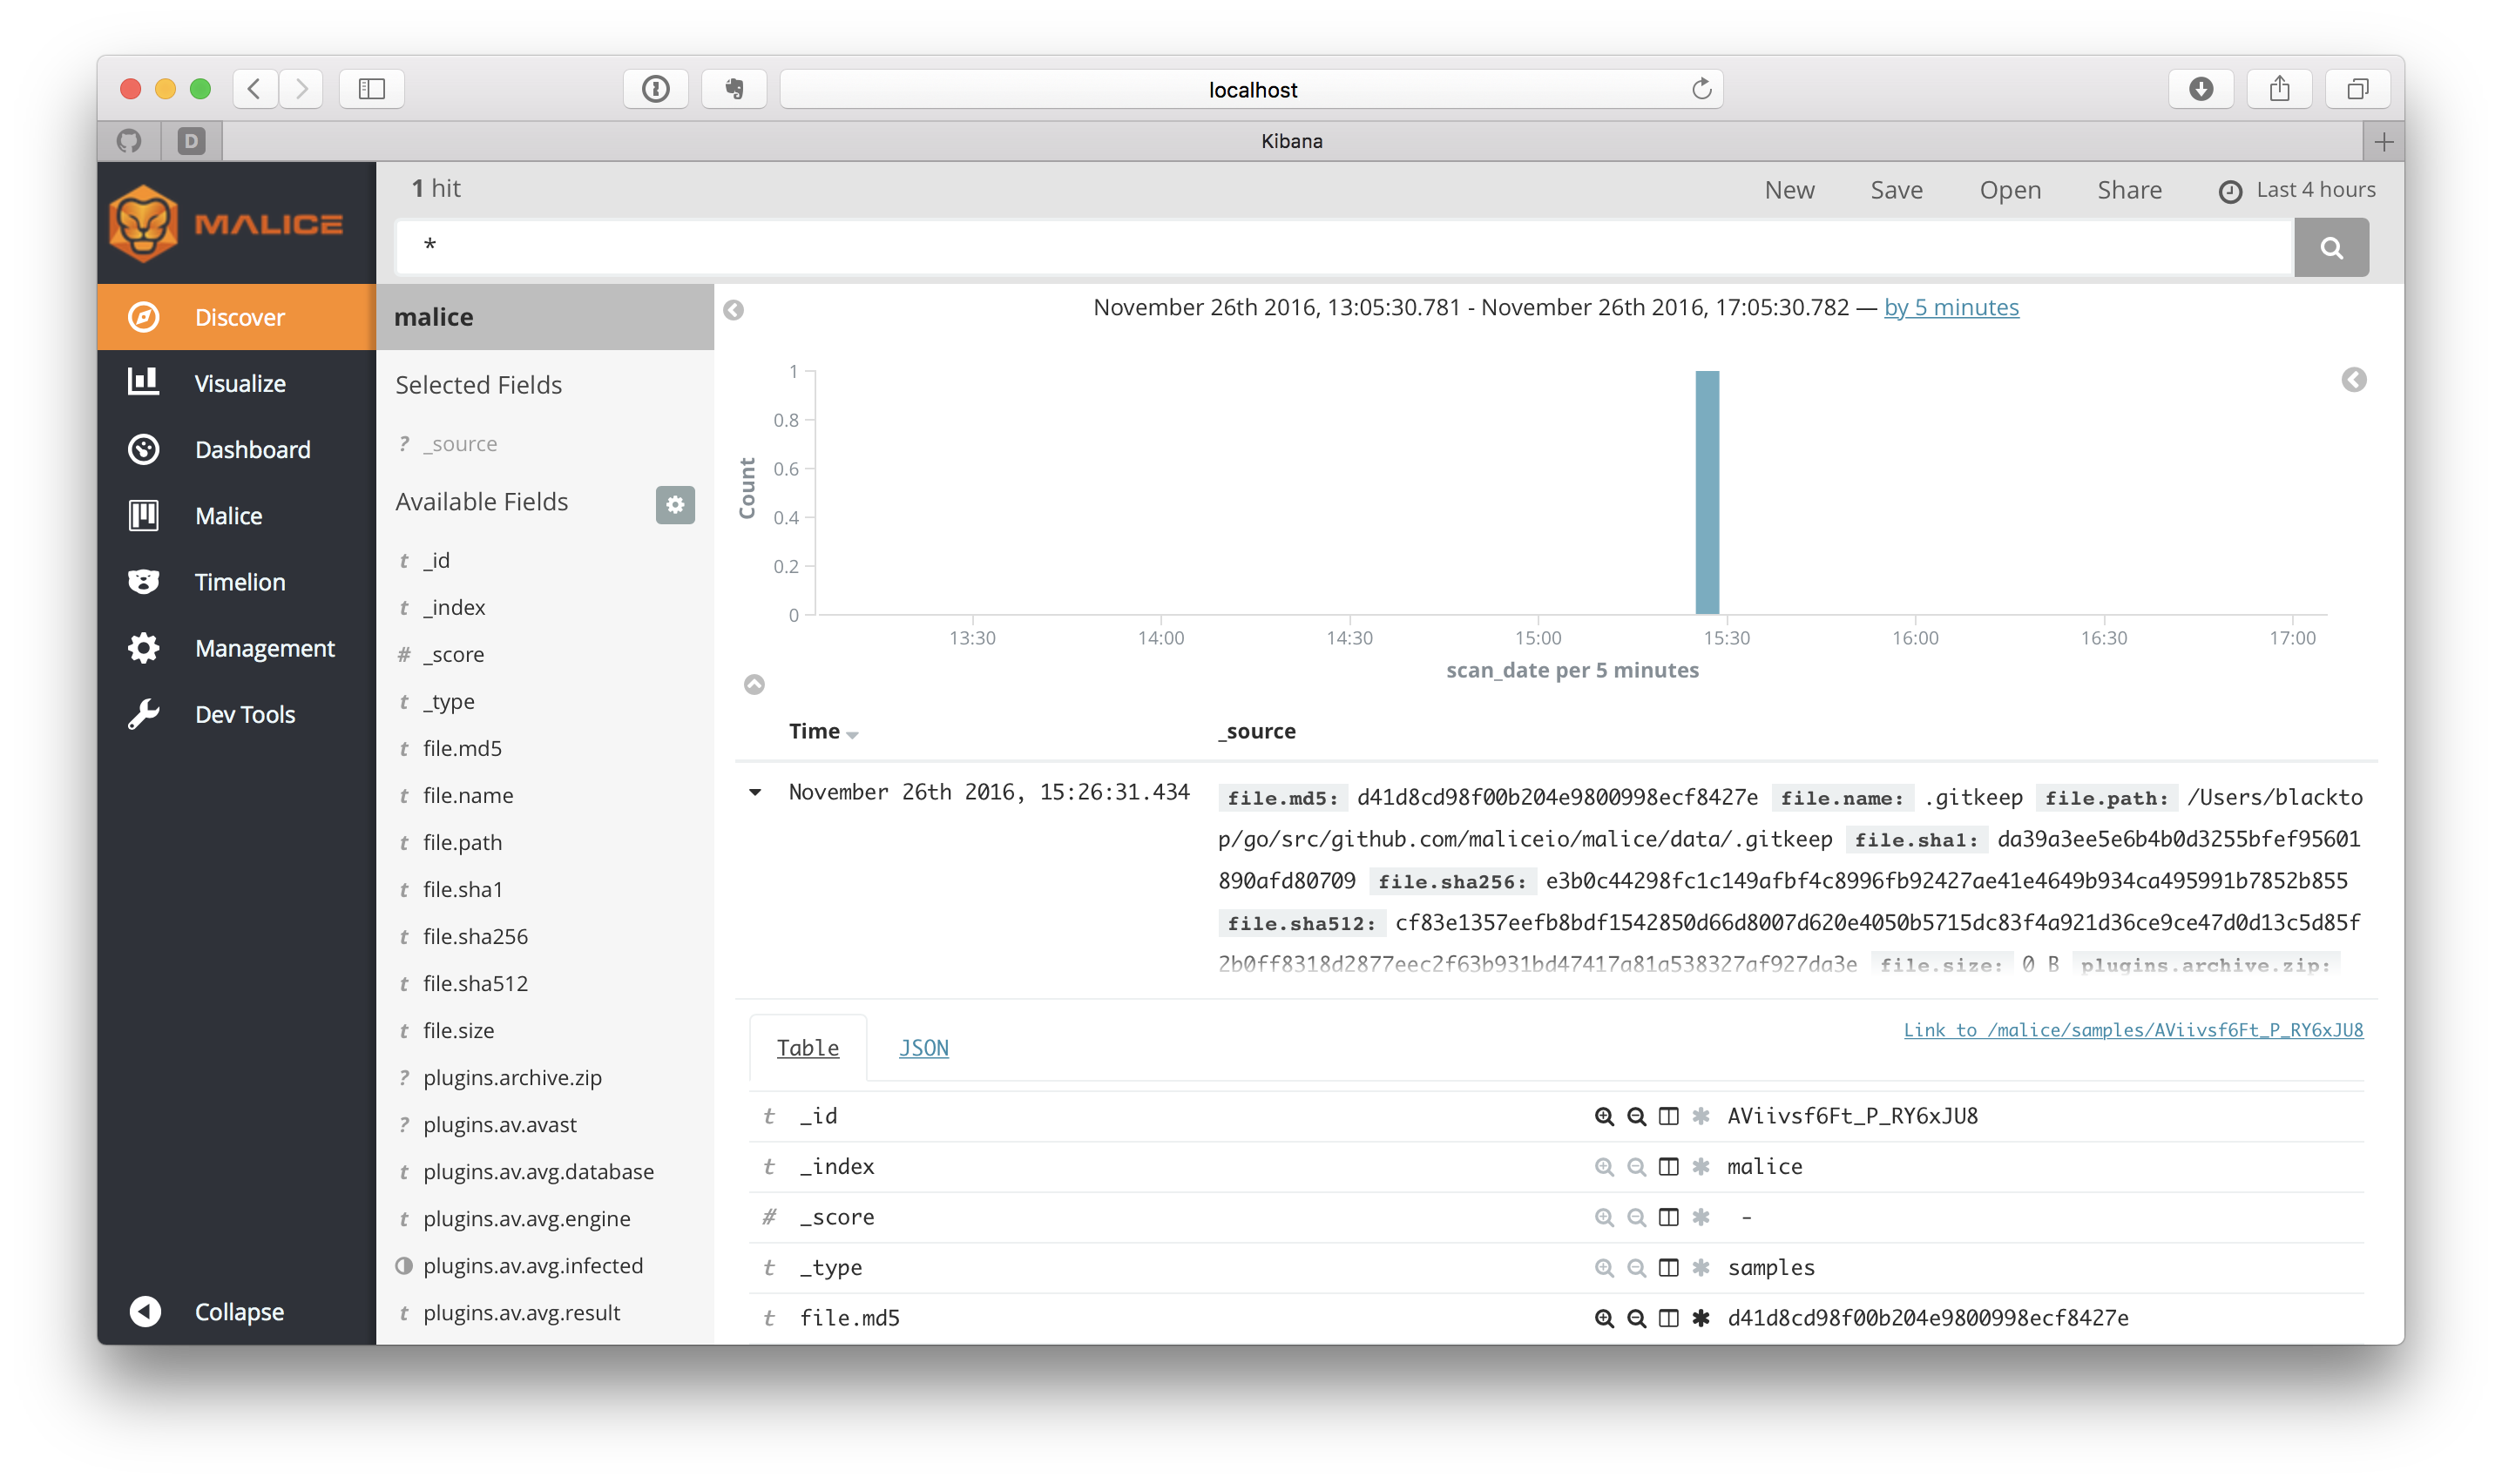 localhost
D
Kibana
MALICE
1 hit
New Save Open Share Last 4 hours
*
Discover
Visualize
Dashboard
Malice
Timelion
Management
Dev Tools
Collapse
malice
Selected Fields
? _source
Available Fields
t _id
t _index
# _score
t _type
t file.md5
t file.name
t file.path
t file.sha1
t file.sha256
t file.sha512
t file.size
? plugins.archive.zip
? plugins.av.avast
t plugins.av.avg.database
t plugins.av.avg.engine
plugins.av.avg.infected
t plugins.av.avg.result
November 26th 2016, 13:05:30.781 - November 26th 2016, 17:05:30.782 — by 5 minutes
1
0.8
0.6
0.4
0.2
0
Count
13:30 14:00 14:30 15:00 15:30 16:00 16:30 17:00
scan_date per 5 minutes
Time _source
November 26th 2016, 15:26:31.434 file.md5: d41d8cd98f00b204e9800998ecf8427e file.name: .gitkeep file.path: /Users/blackto
p/go/src/github.com/maliceio/malice/data/.gitkeep file.sha1: da39a3ee5e6b4b0d3255bfef95601
890afd80709 file.sha256: e3b0c44298fc1c149afbf4c8996fb92427ae41e4649b934ca495991b7852b855
file.sha512: cf83e1357eefb8bdf1542850d66d8007d620e4050b5715dc83f4a921d36ce9ce47d0d13c5d85f
2b0ff8318d2877eec2f63b931bd47417a81a538327af927da3e file.size: 0 B plugins.archive.zip:
Table JSON Link to /malice/samples/AViivsf6Ft_P_RY6xJU8
t _id AViivsf6Ft_P_RY6xJU8
t _index malice
# _score -
t _type samples
t file.md5 d41d8cd98f00b204e9800998ecf8427e